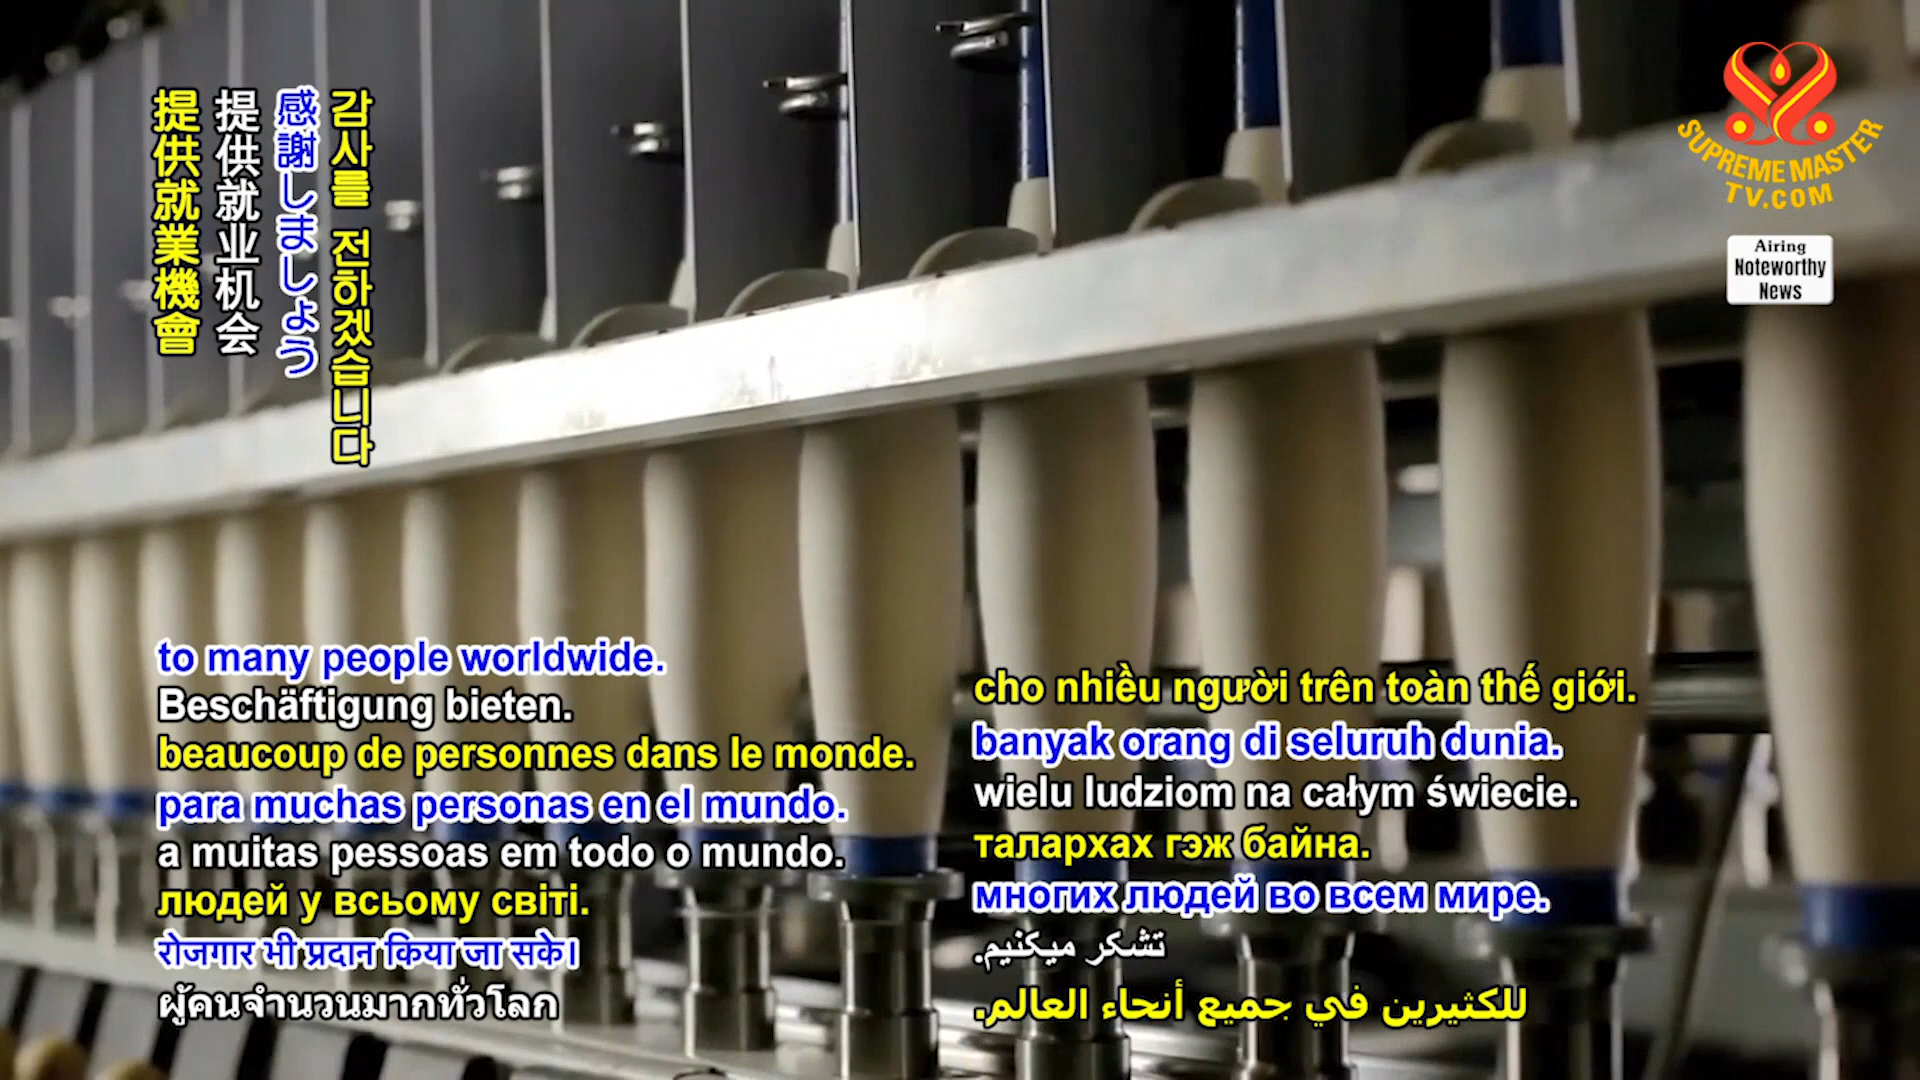 提供就業機會
提供就业机会
感謝しましょう
감사를 전하겠습니다
SUPREME MASTER
TV.COM
Airing
Noteworthy
News
to many people worldwide.
Beschäftigung bieten.
beaucoup de personnes dans le monde.
para muchas personas en el mundo.
a muitas pessoas em todo o mundo.
людей у всьому світі.
रोजगार भी प्रदान किया जा सके।
ผู้คนจำนวนมากทั่วโลก
cho nhiều người trên toàn thế giới.
banyak orang di seluruh dunia.
wielu ludziom na całym świecie.
талархах гэж байна.
многих людей во всем мире.
تشکر میکنیم.
للكثيرين في جميع أنحاء العالم.